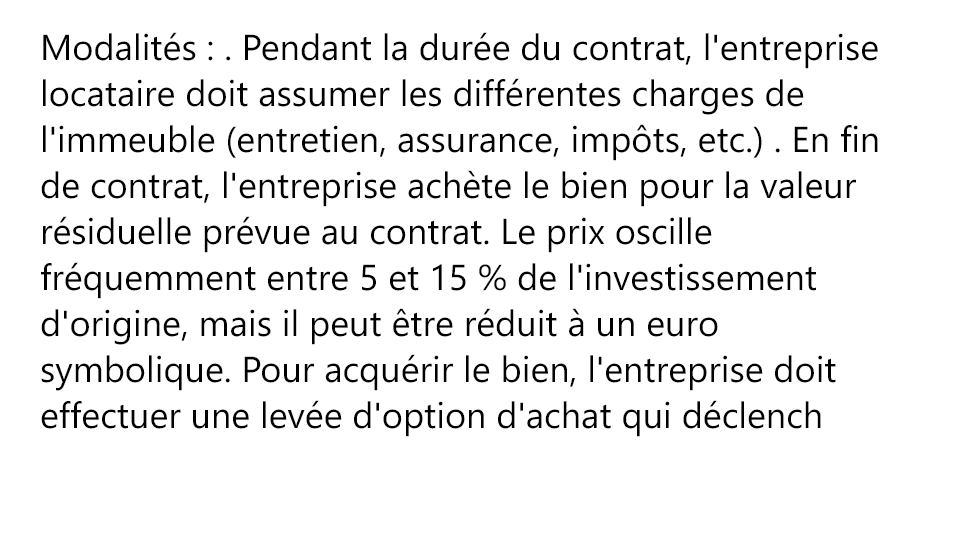 Modalités : . Pendant la durée du contrat, l'entreprise
locataire doit assumer les différentes charges de
l'immeuble (entretien, assurance, impôts, etc.) . En fin
de contrat, l'entreprise achète le bien pour la valeur
résiduelle prévue au contrat. Le prix oscille
fréquemment entre 5 et 15 % de l'investissement
d'origine, mais il peut être réduit à un euro
symbolique. Pour acquérir le bien, l'entreprise doit
effectuer une levée d'option d'achat qui déclench